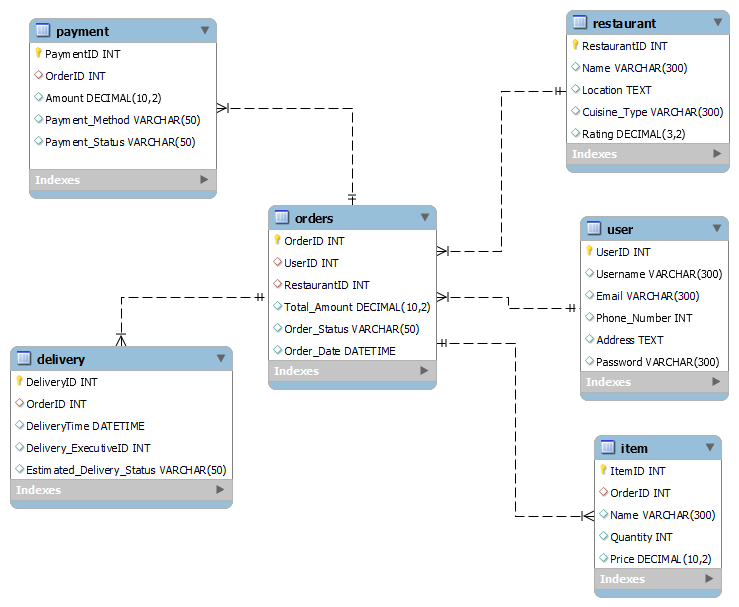 payment
PaymentID INT
OrderID INT
Amount DECIMAL(10,2)
Payment_Method VARCHAR(50)
Payment_Status VARCHAR(50)
Indexes
restaurant
RestaurantID INT
Name VARCHAR(300)
Location TEXT
Cuisine_Type VARCHAR(300)
Rating DECIMAL(3,2)
Indexes
orders
OrderID INT
UserID INT
RestaurantID INT
Total_Amount DECIMAL(10,2)
Order_Status VARCHAR(50)
Order_Date DATETIME
Indexes
user
UserID INT
Username VARCHAR(300)
Email VARCHAR(300)
Phone_Number INT
Address TEXT
Password VARCHAR(300)
Indexes
delivery
DeliveryID INT
OrderID INT
DeliveryTime DATETIME
Delivery_ExecutiveID INT
Estimated_Delivery_Status VARCHAR(50)
Indexes
item
ItemID INT
OrderID INT
Name VARCHAR(300)
Quantity INT
Price DECIMAL(10,2)
Indexes